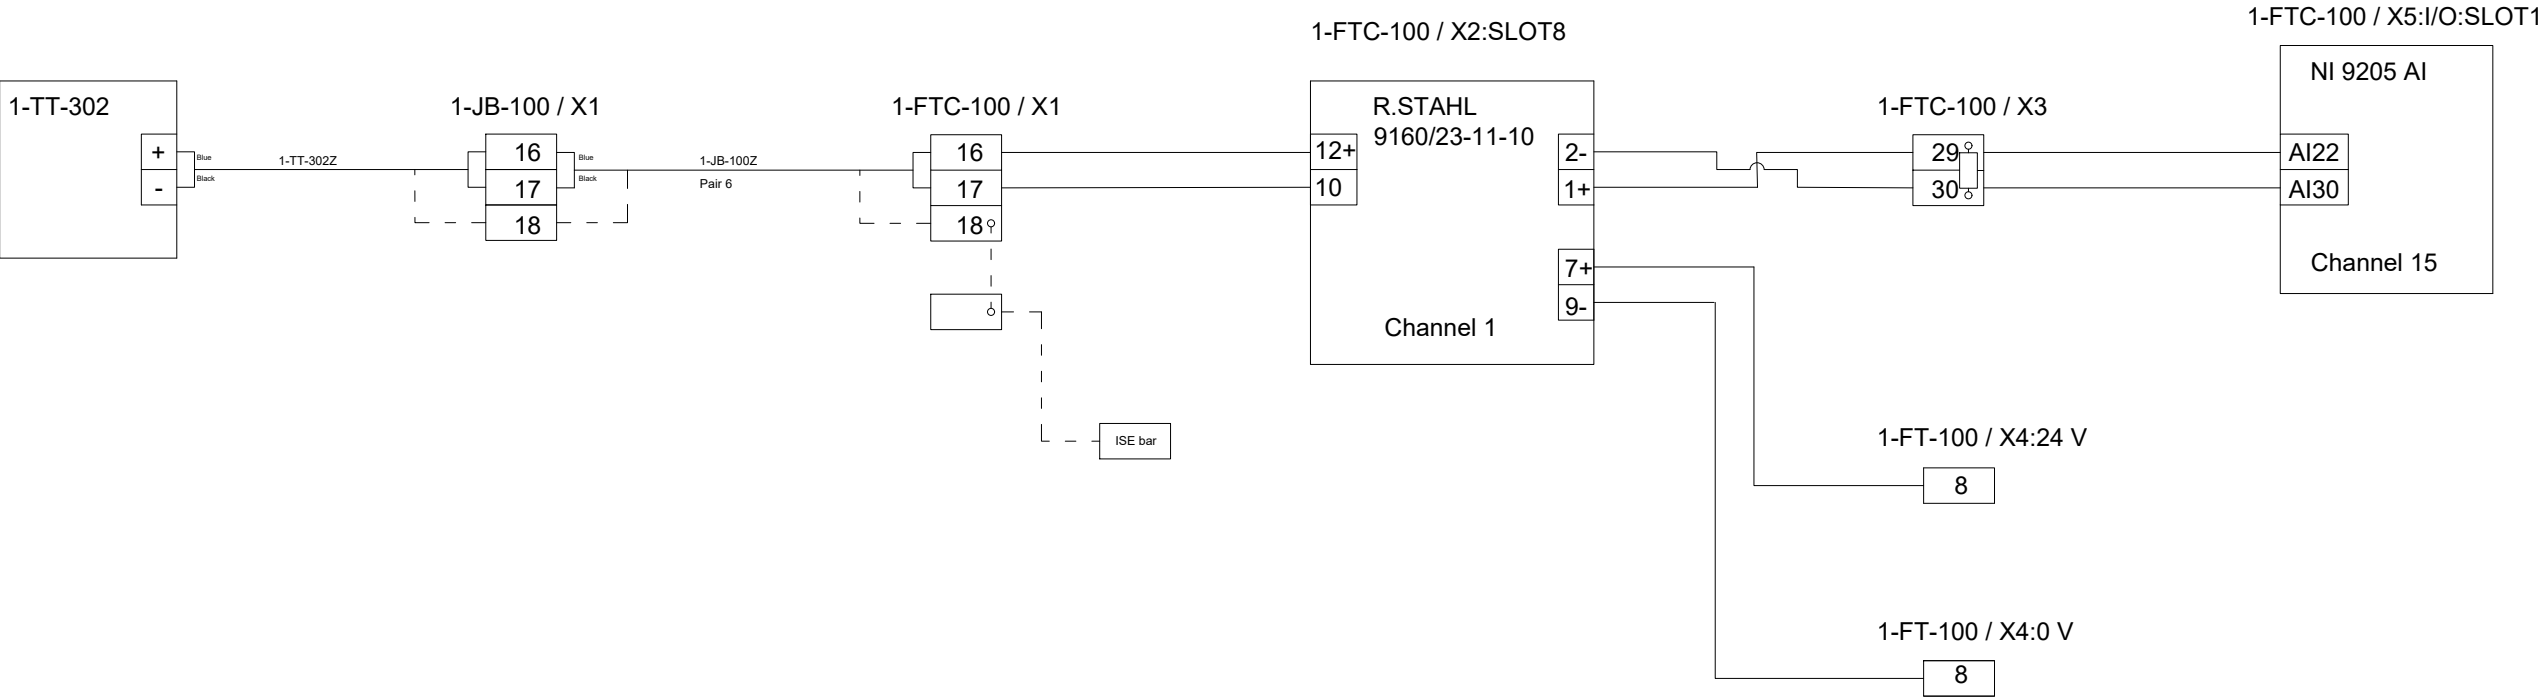 1-FTC-100 / X5:I/O:SLOT1
1-FTC-100 / X2:SLOT8
NI 9205 AI
1-TT-302
1-JB-100 / X1
1-FTC-100 / X1
R.STAHL
9160/23-11-10
1-FTC-100 / X3
+
-
Blue
Black
1-TT-302Z
16
17
18
Blue
Black
1-JB-100Z
Pair 6
16
17
18
12+
10
2-
1+
7+
9-
Channel 1
29
30
AI22
AI30
Channel 15
ISE bar
1-FT-100 / X4:24 V
8
1-FT-100 / X4:0 V
8